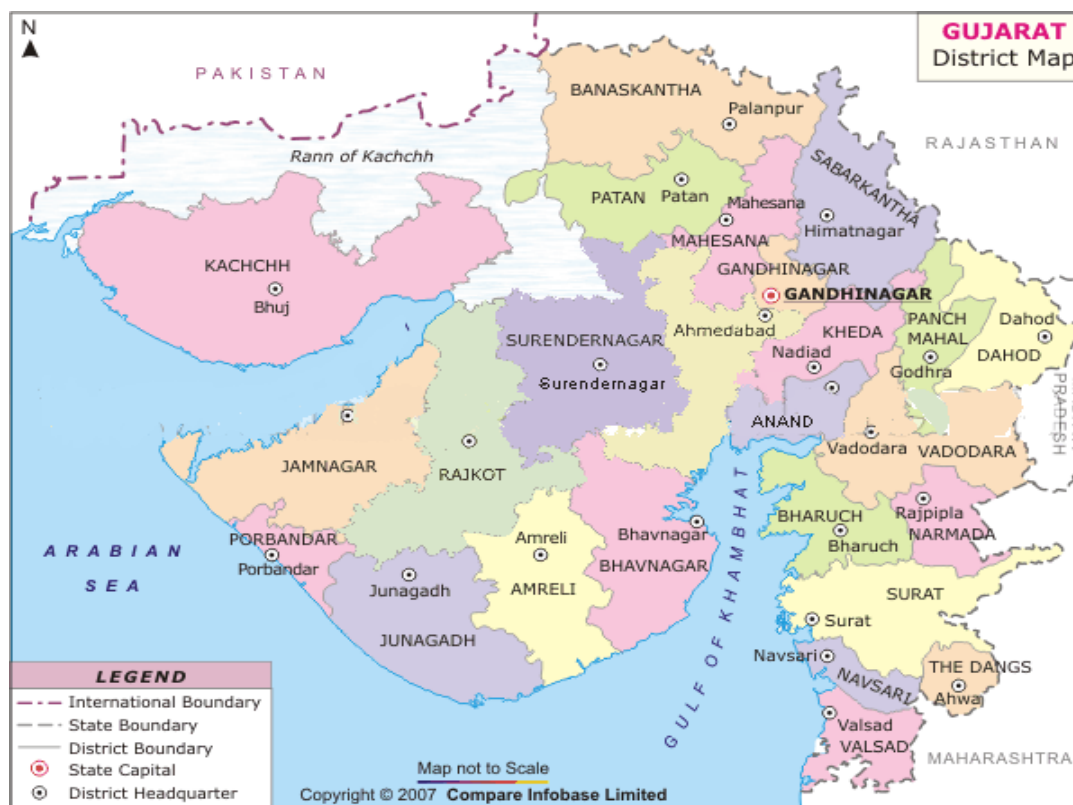 N
GUJARAT
District Map
PAKISTAN
BANASKANTHA
Palanpur
RAJASTHAN
Rann of Kachchh
SABARKANTHA
PATAN
Patan
Mahesana
Himatnagar
MAHESANA
KACHCHH
GANDHINAGAR
Bhuj
GANDHINAGAR
Ahmedabad
KHEDA
PANCH
MAHAL
Dahod
DAHOD
SURENDERNAGAR
Nadiad
Godhra
Surendernagar
ANAND
PRADESH
JAMNAGAR
RAJKOT
Vadodara
VADODARA
BHARUCH
Rajpipla
NARMADA
Bharuch
PORBANDAR
Porbandar
Amreli
AMRELI
Bhavnagar
BHAVNAGAR
ARABIAN
SEA
Junagadh
JUNAGADH
GULF OF KHAMBHAT
SURAT
Surat
Navsari
NAVSARI
THE DANGS
Ahwa
Valsad
VALSAD
MAHARASHTRA
LEGEND
International Boundary
State Boundary
District Boundary
State Capital
District Headquarter
Map not to Scale
Copyright © 2007 Compare Infobase Limited